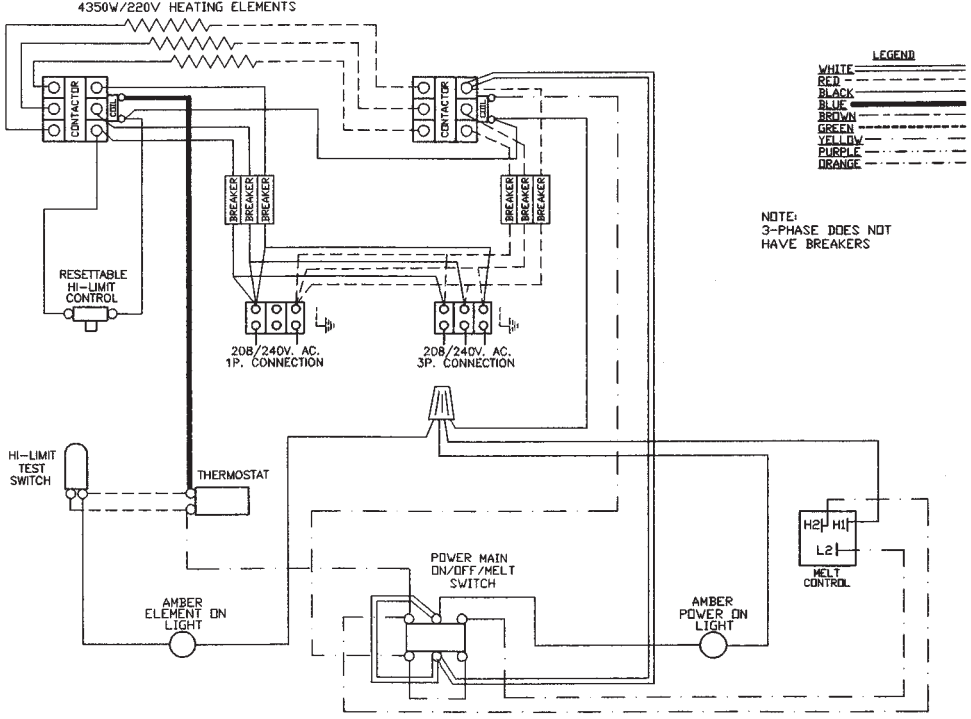 4350W/220V HEATING ELEMENTS
LEGEND
WHITE
RED
BLACK
BLUE
BROWN
GREEN
YELLOW
PURPLE
ORANGE
CONTACTOR
COIL
CONTACTOR
COIL
BREAKER
BREAKER
BREAKER
BREAKER
BREAKER
BREAKER
NOTE:
3-PHASE DOES NOT
HAVE BREAKERS
RESETTABLE
HI-LIMIT
CONTROL
208/240V. AC.
1P. CONNECTION
208/240V. AC.
3P. CONNECTION
HI-LIMIT
TEST
SWITCH
THERMOSTAT
H2 H1
L2
MELT
CONTROL
POWER MAIN
ON/OFF/MELT
SWITCH
AMBER
ELEMENT ON
LIGHT
AMBER
POWER ON
LIGHT